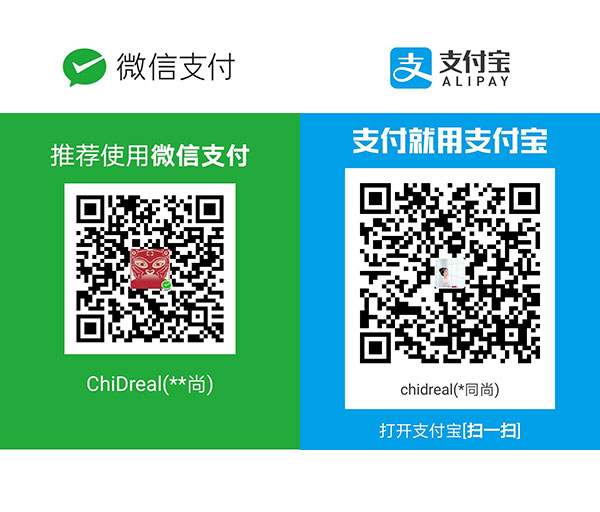 微信支付
支付宝
ALIPAY
推荐使用微信支付
ChiDreal(**尚)
支付就用支付宝
chidreal(*同尚)
打开支付宝[扫一扫]